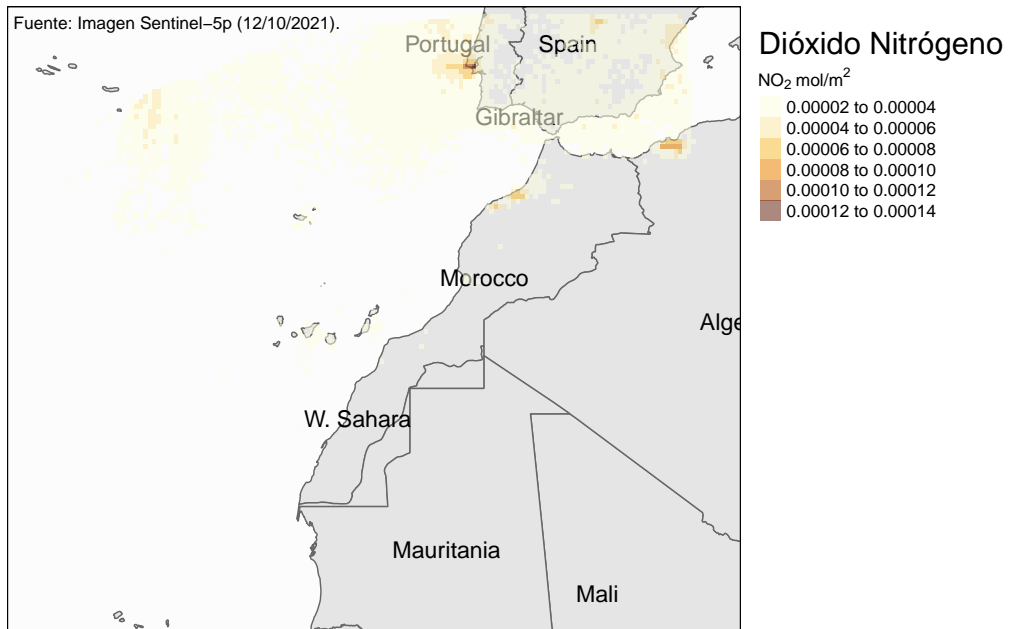 Fuente: Imagen Sentinel–5p (12/10/2021).
Portugal
Spain
Gibraltar
Morocco
Alge
W. Sahara
Mauritania
Mali
Dióxido Nitrógeno
NO₂ mol/m²
0.00002 to 0.00004
0.00004 to 0.00006
0.00006 to 0.00008
0.00008 to 0.00010
0.00010 to 0.00012
0.00012 to 0.00014